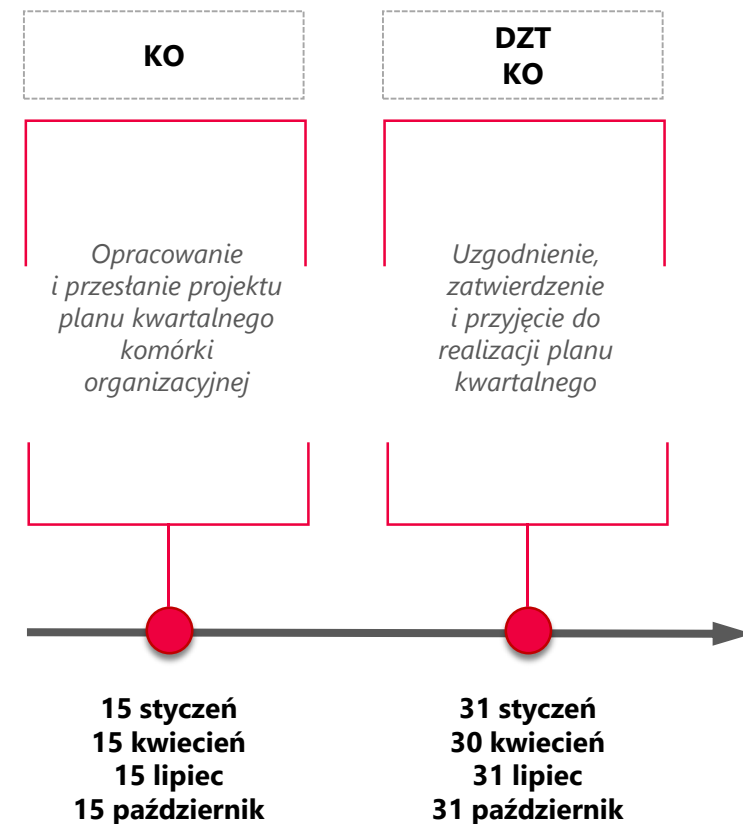 KO
Opracowanie
i przesłanie projektu
planu kwartalnego
komórki
organizacyjnej
15 styczeń
15 kwiecień
15 lipiec
15 październik
DZT
KO
Uzgodnienie,
zatwierdzenie
i przyjęcie do
realizacji planu
kwartalnego
31 styczeń
30 kwiecień
31 lipiec
31 październik